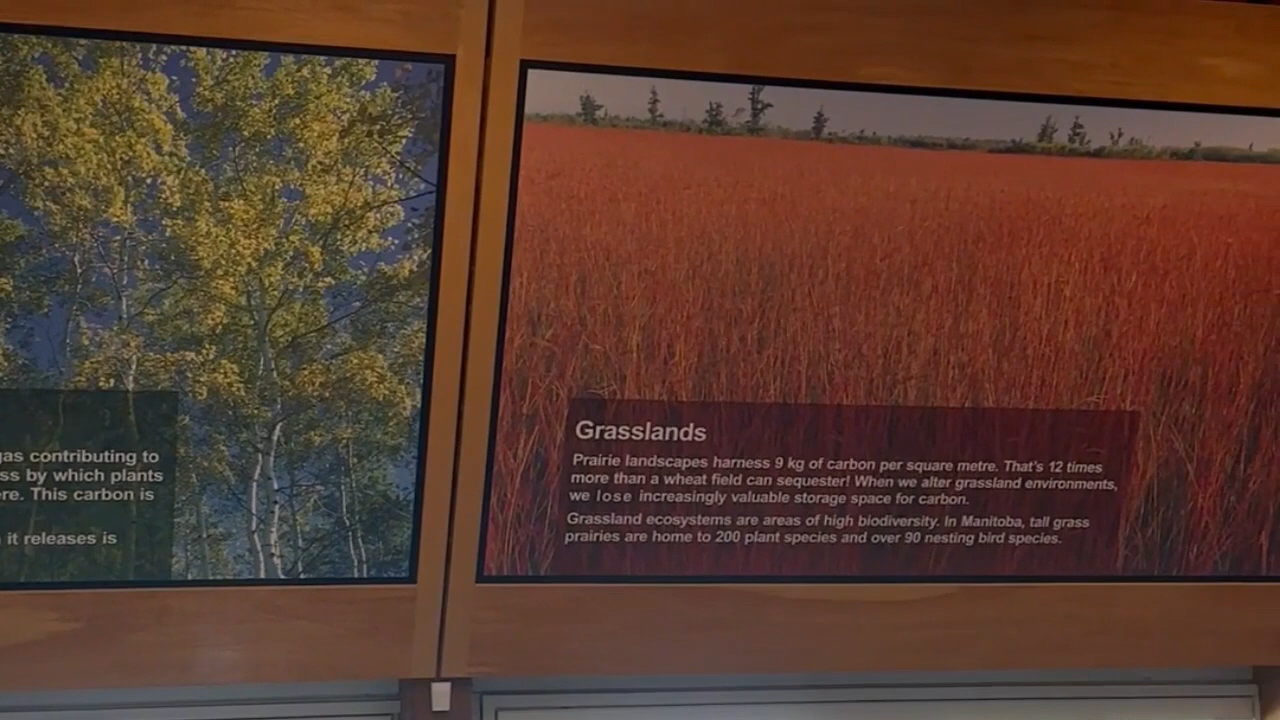 gas contributing to
ss by which plants
ere. This carbon is
it releases is
Grasslands
Prairie landscapes harness 9 kg of carbon per square metre. That's 12 times
more than a wheat field can sequester! When we alter grassland environments,
we lose increasingly valuable storage space for carbon.
Grassland ecosystems are areas of high biodiversity. In Manitoba, tall grass
prairies are home to 200 plant species and over 90 nesting bird species.